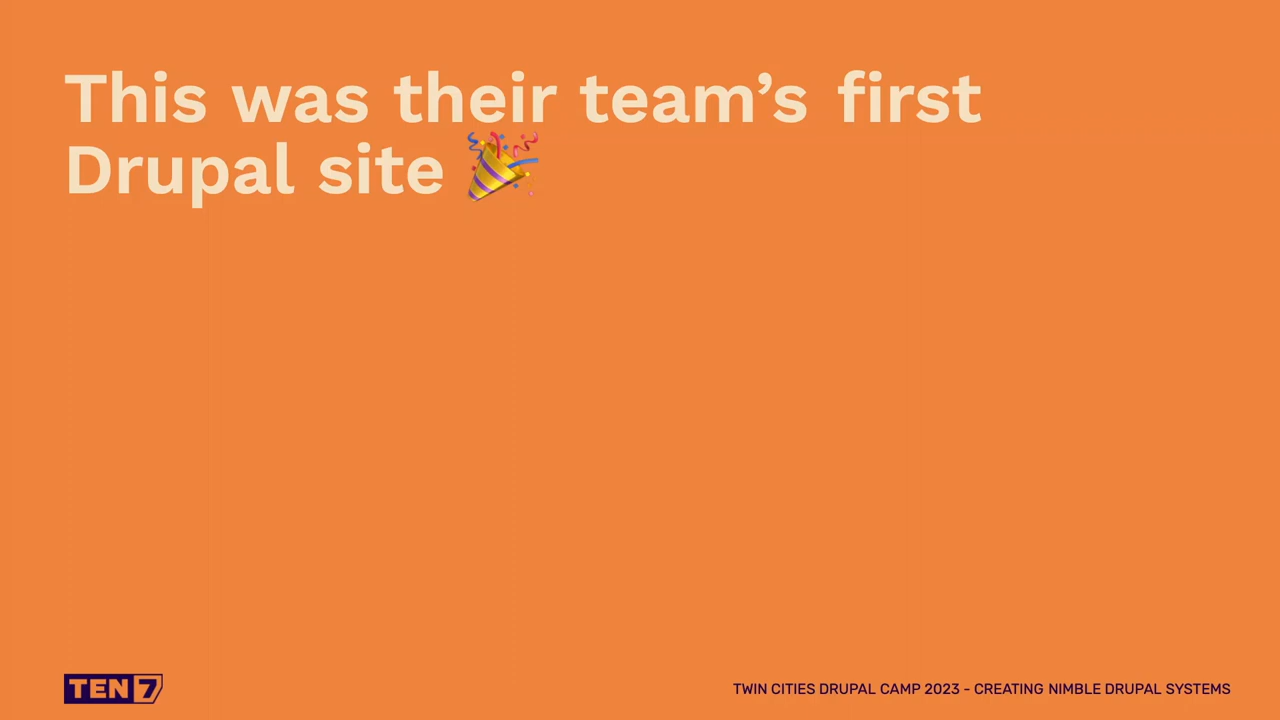 This was their team’s first
Drupal site 🎉
TEN7
TWIN CITIES DRUPAL CAMP 2023 - CREATING NIMBLE DRUPAL SYSTEMS